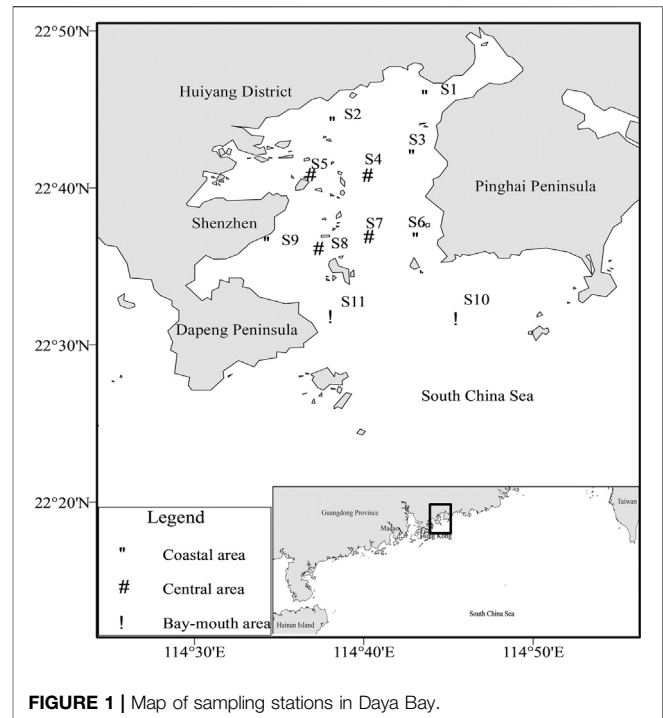 22°50'N
Huiyang District
" S1
" S2
S3
"
S4
#
S5
#
22°40'N
Pinghai Peninsula
Shenzhen
S6
"
S7
#
" S9
# S8
S11
!
S10
!
Dapeng Peninsula
22°30'N
South China Sea
22°20'N
Legend
" Coastal area
# Central area
! Bay-mouth area
Guangdong Province
Macao
Hong Kong
Taiwan
South China Sea
Hainan Island
114°30'E
114°40'E
114°50'E
FIGURE 1 | Map of sampling stations in Daya Bay.